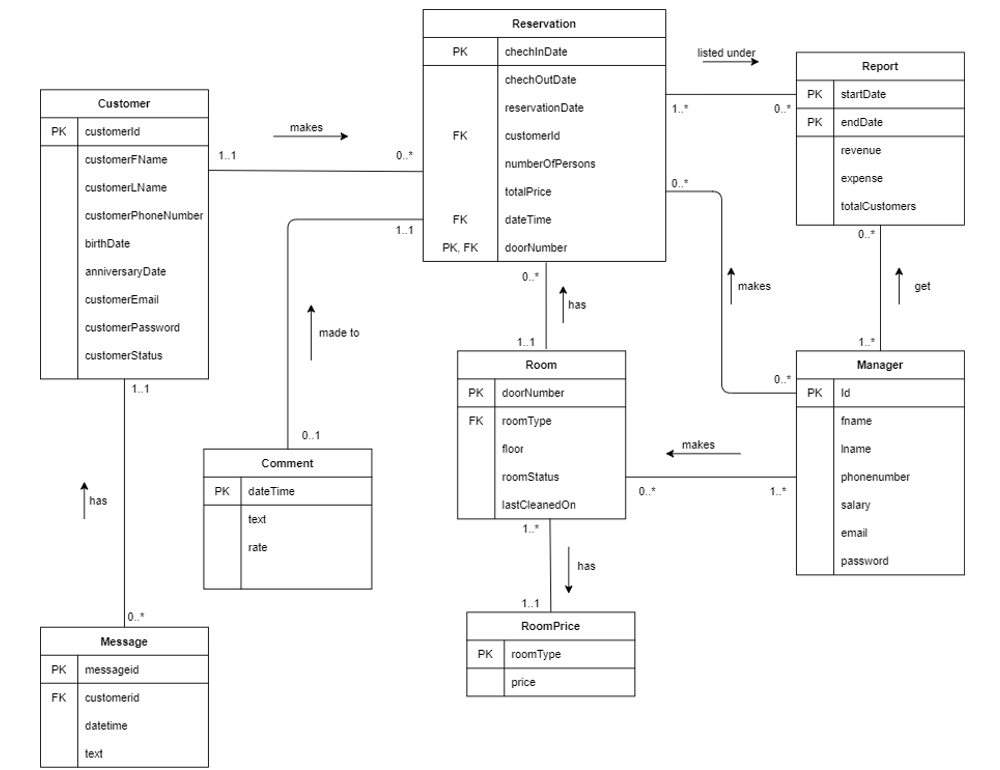 Reservation
PK chechInDate
chechOutDate
reservationDate
FK customerId
numberOfPersons
totalPrice
FK dateTime
PK, FK doorNumber
listed under
1..* 0..*
Report
PK startDate
PK endDate
revenue
expense
totalCustomers
Customer
PK customerId
customerFName
customerLName
customerPhoneNumber
birthDate
anniversaryDate
customerEmail
customerPassword
customerStatus
makes
1..1 0..*
1..1
0..*
0..*
0..*
makes
get
has
made to
1..1
1..*
0..*
1..1
0..1
Room
PK doorNumber
FK roomType
floor
roomStatus
lastCleanedOn
Manager
PK Id
fname
lname
phonenumber
salary
email
password
makes
0..* 1..*
Comment
PK dateTime
text
rate
has
1..*
has
1..1
0..*
RoomPrice
PK roomType
price
Message
PK messageid
FK customerid
datetime
text